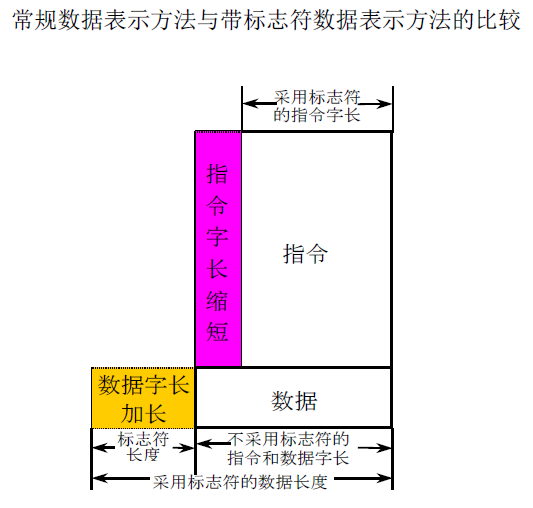 常规数据表示方法与带标志符数据表示方法的比较
采用标志符
的指令字长
指
令
字
长
缩
短
指令
数据字长
加长
数据
标志符
长度
不采用标志符的
指令和数据字长
采用标志符的数据长度